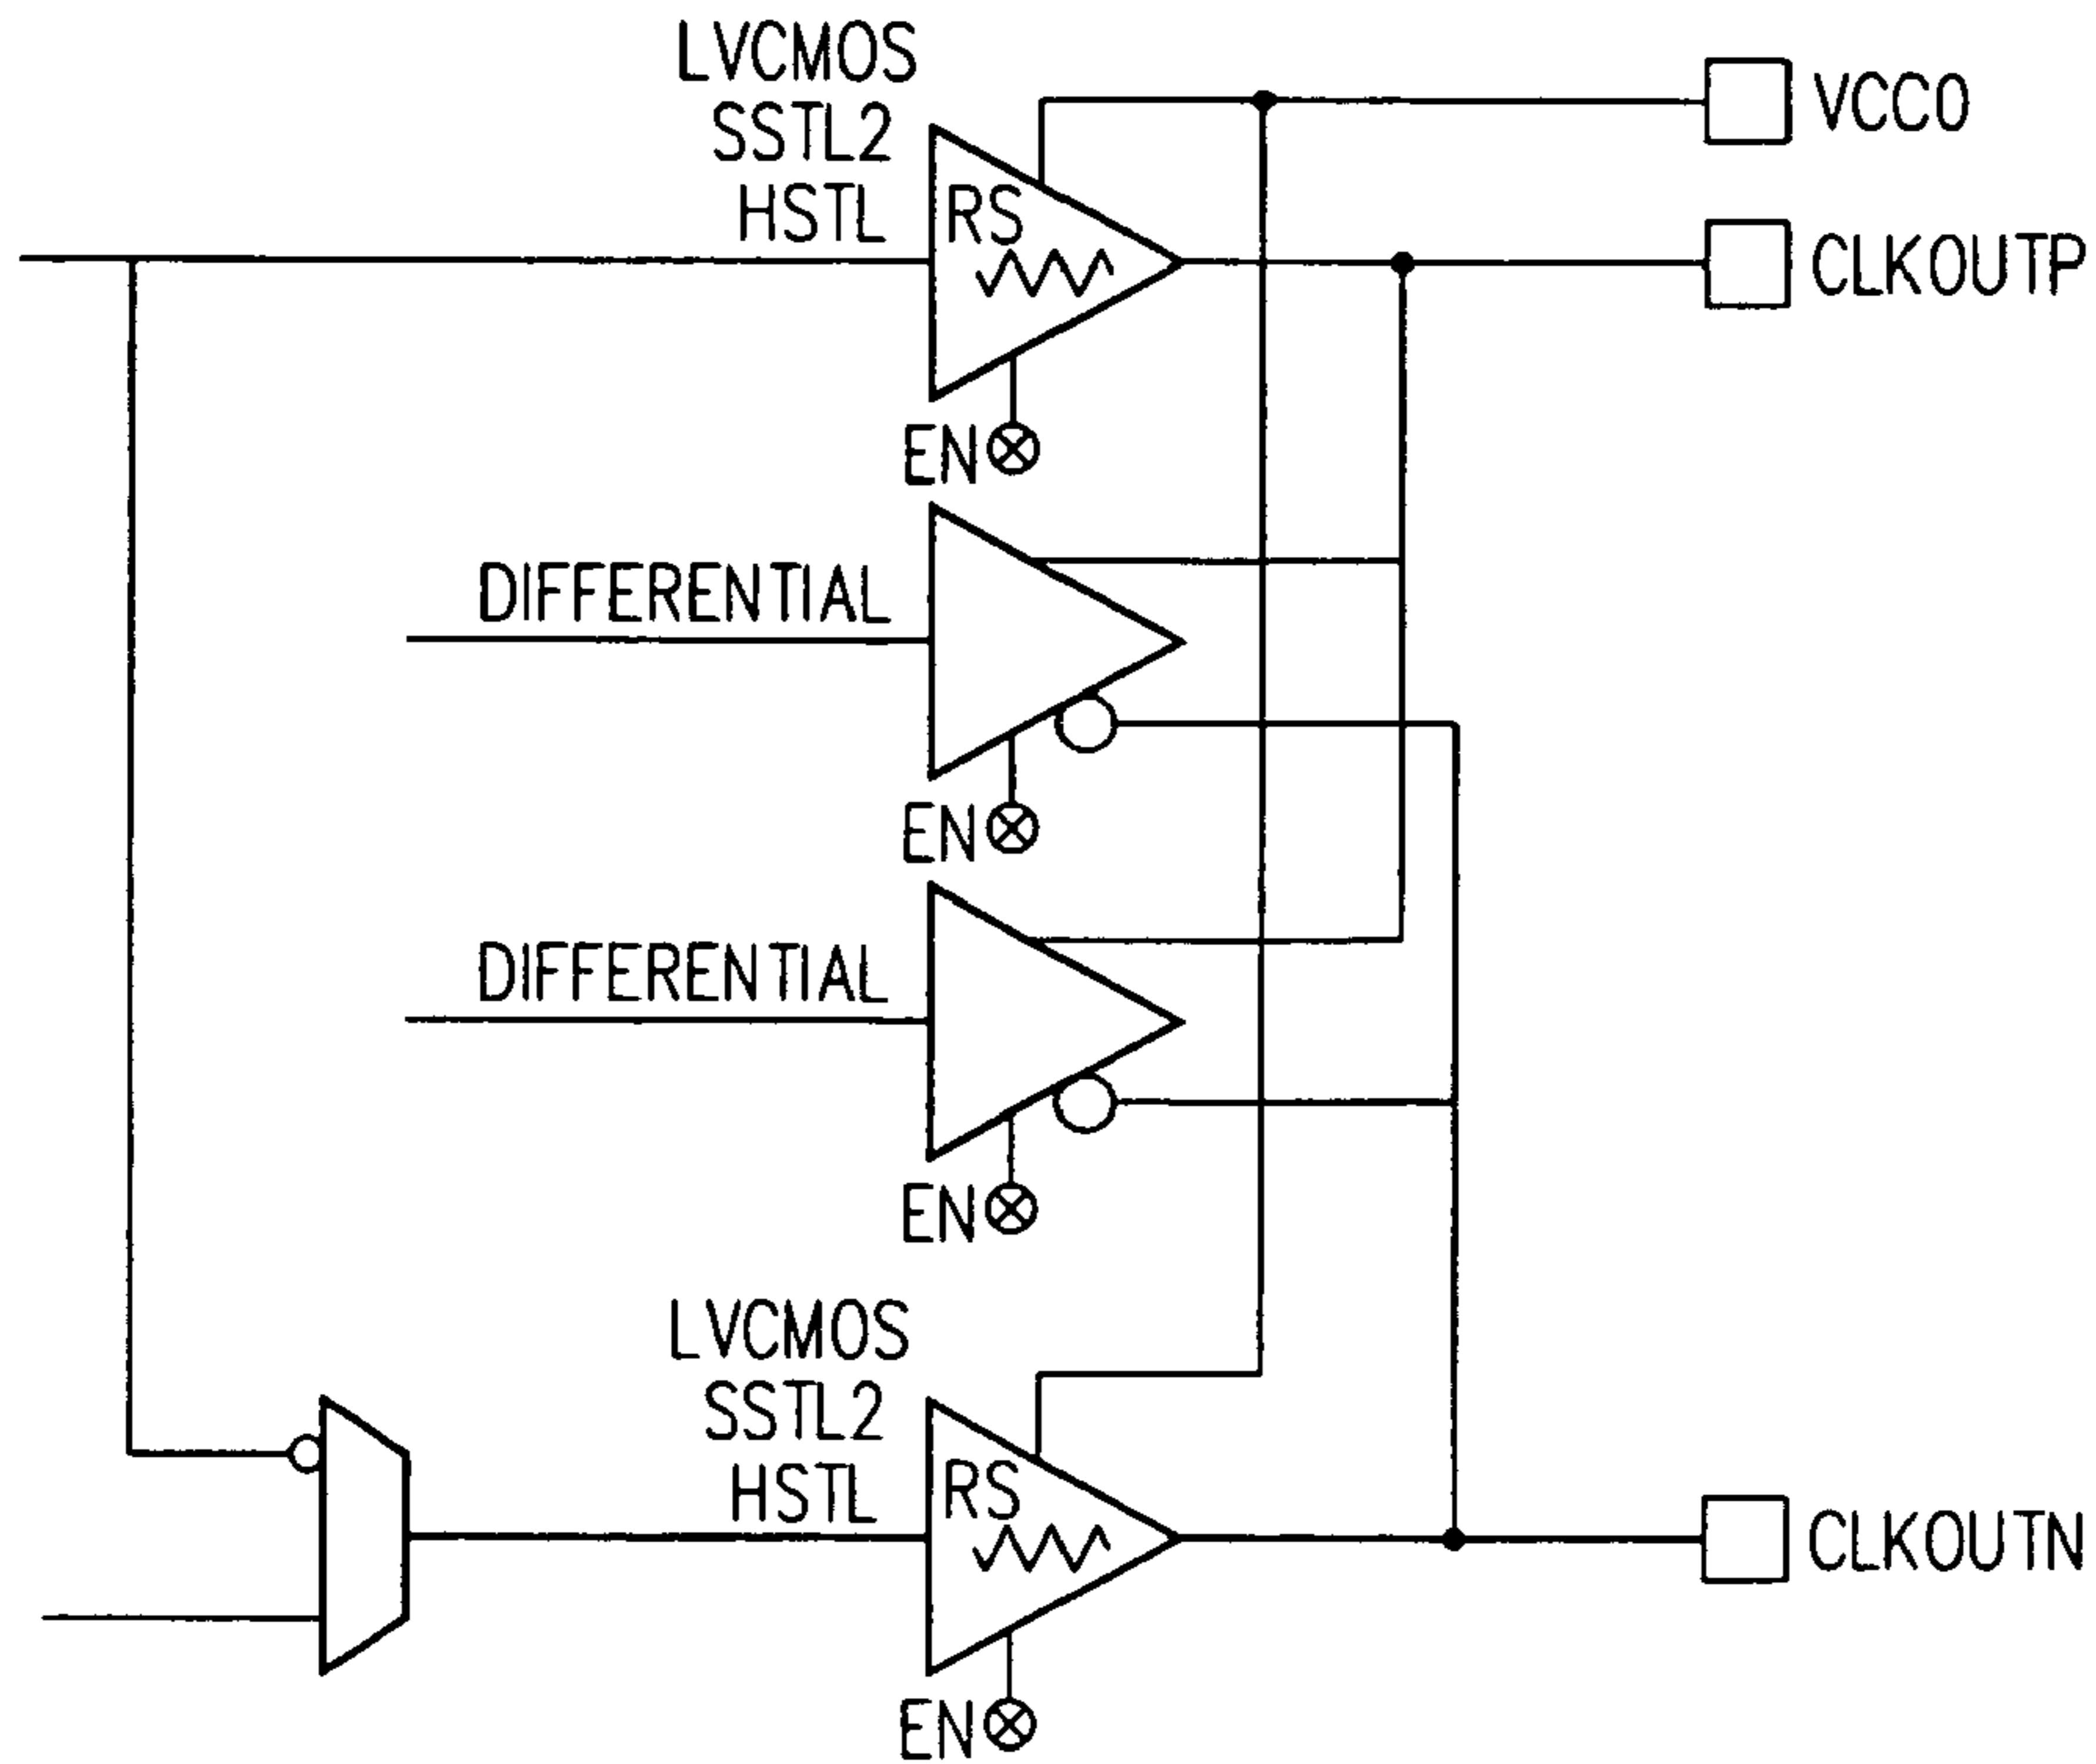 LVCMOS
SSTL2
HSTL
RS
VCCO
CLKOUTP
EN
DIFFERENTIAL
EN
DIFFERENTIAL
EN
LVCMOS
SSTL2
HSTL
RS
CLKOUTN
EN